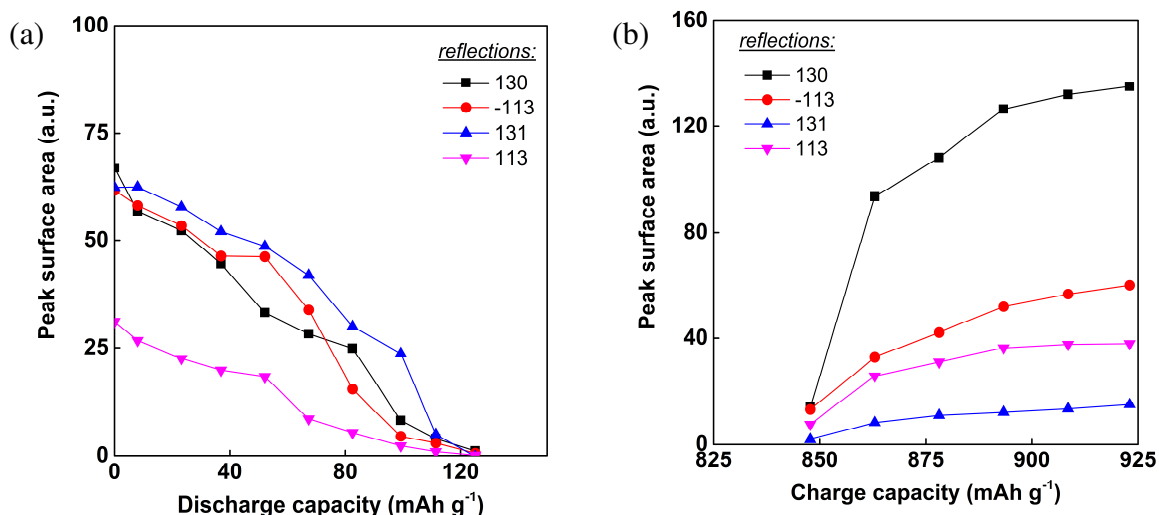 (a)
100
75
50
25
0
Peak surface area (a.u.)
reflections:
130
-113
131
113
0 40 80 120
Discharge capacity (mAh g⁻¹)
(b)
160
120
80
40
0
Peak surface area (a.u.)
reflections:
130
-113
131
113
825 850 875 900 925
Charge capacity (mAh g⁻¹)